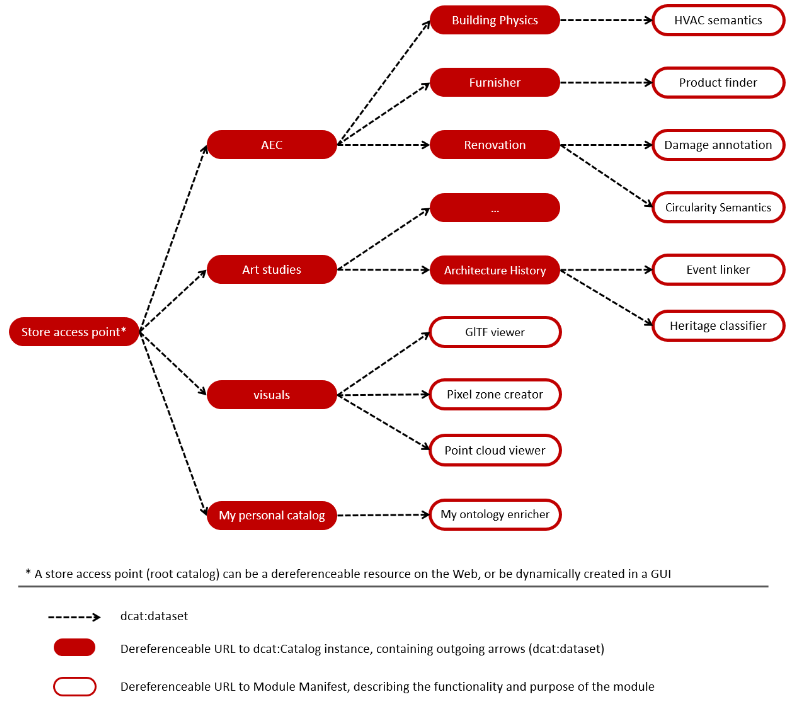 Building Physics
HVAC semantics
Furnisher
Product finder
AEC
Renovation
Damage annotation
...
Circularity Semantics
Art studies
Architecture History
Event linker
Store access point*
GlTF viewer
Heritage classifier
visuals
Pixel zone creator
Point cloud viewer
My personal catalog
My ontology enricher
* A store access point (root catalog) can be a dereferenceable resource on the Web, or be dynamically created in a GUI
dcat:dataset
Dereferenceable URL to dcat:Catalog instance, containing outgoing arrows (dcat:dataset)
Dereferenceable URL to Module Manifest, describing the functionality and purpose of the module